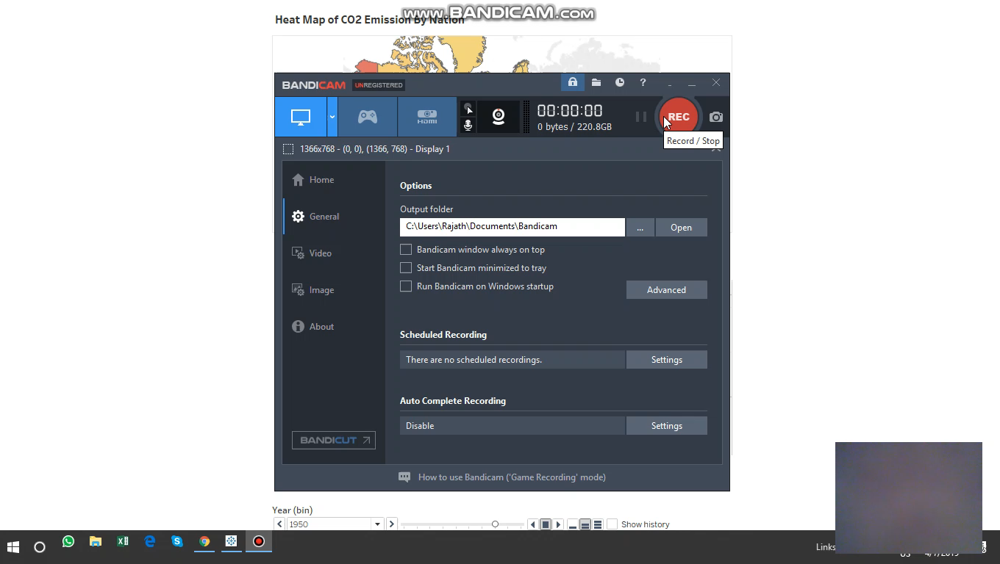 www.BANDICAM.com
Heat Map of CO2 Emission By Nation
BANDICAM UNREGISTERED ?
HDMI 00:00:00 REC
0 bytes / 220.8GB
Record / Stop
1366x768 - (0, 0), (1366, 768) - Display 1
Home
General
Video
Image
About
BANDICUT
Options
Output folder
C:\Users\Rajath\Documents\Bandicam ... Open
Bandicam window always on top
Start Bandicam minimized to tray
Run Bandicam on Windows startup
Advanced
Scheduled Recording
There are no scheduled recordings. Settings
Auto Complete Recording
Disable Settings
How to use Bandicam ('Game Recording' mode)
Year (bin)
1950 Show history
Links